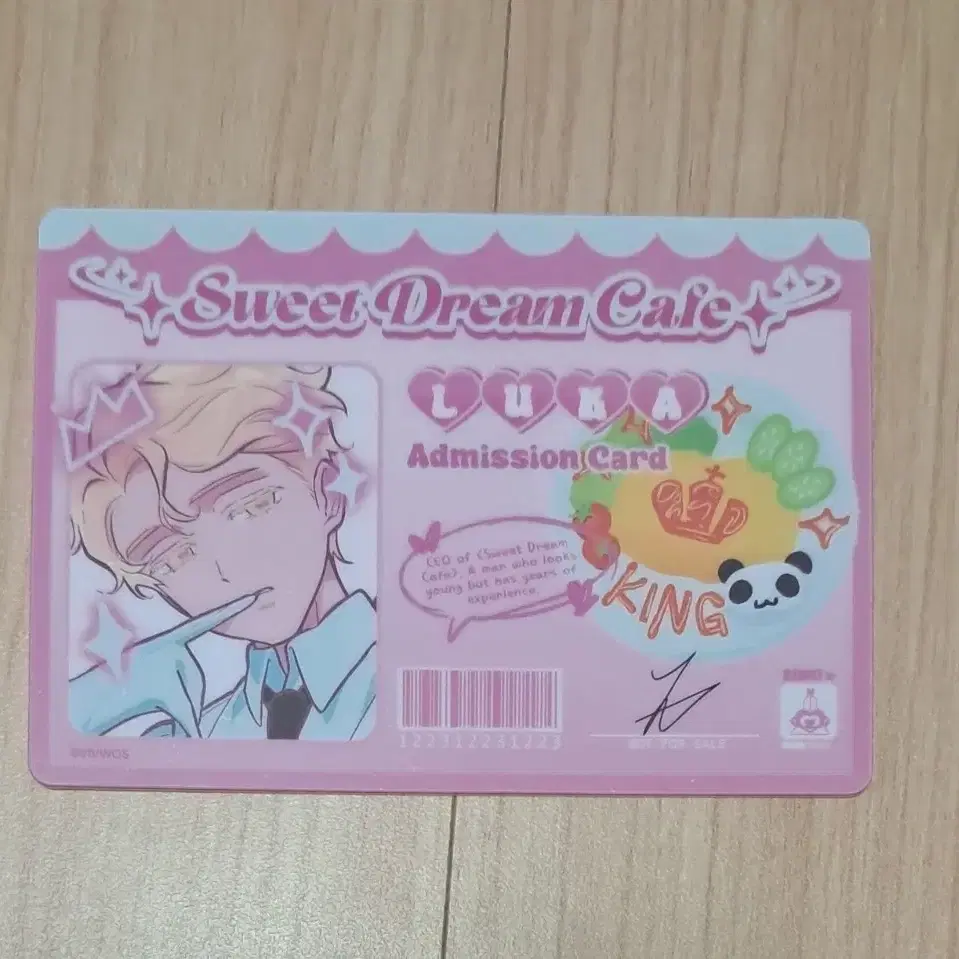 Sweet Dream Cafe
LUKA
Admission Card
CEO of <Sweet Dream
Cafe>. A man who looks
young but has years of
experience.
KING
122312231223
NOT FOR SALE